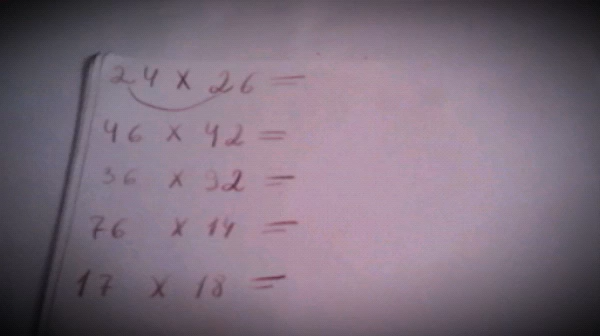 24 x 26 =
46 x 42 =
36 x 32 =
76 x 14 =
17 x 18 =